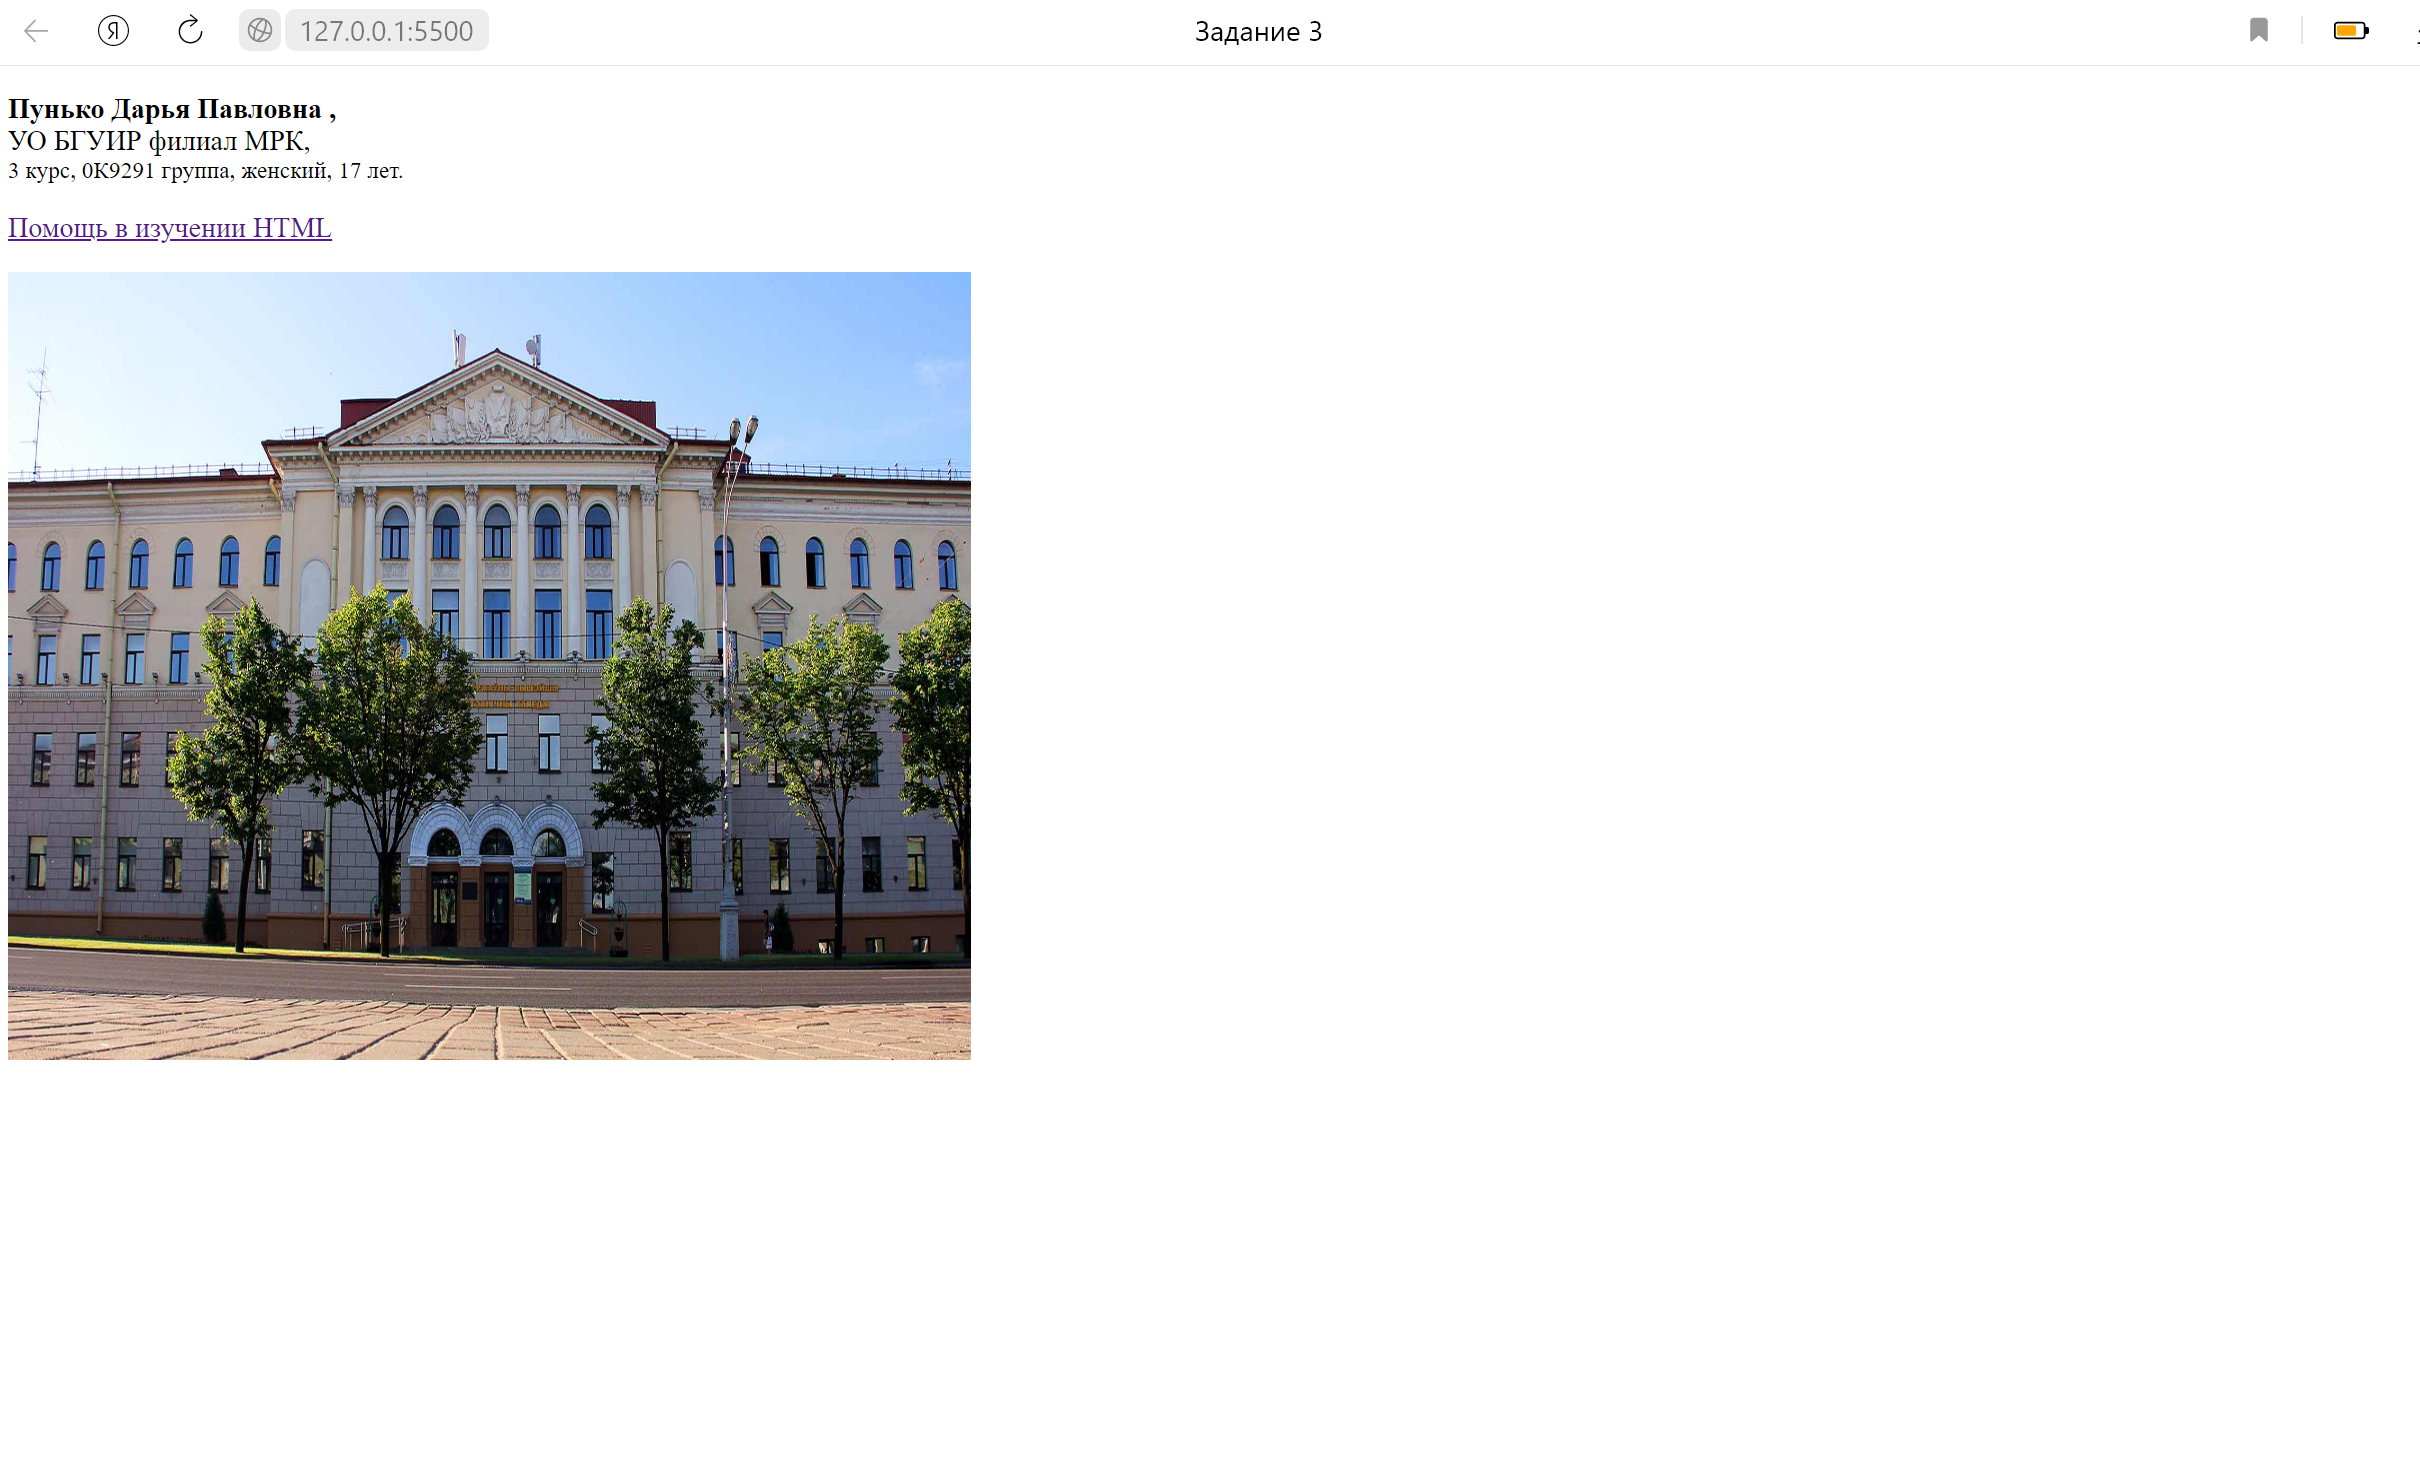 127.0.0.1:5500
Задание 3
Пунько Дарья Павловна ,
УО БГУИР филиал МРК,
3 курс, 0К9291 группа, женский, 17 лет.
Помощь в изучении HTML